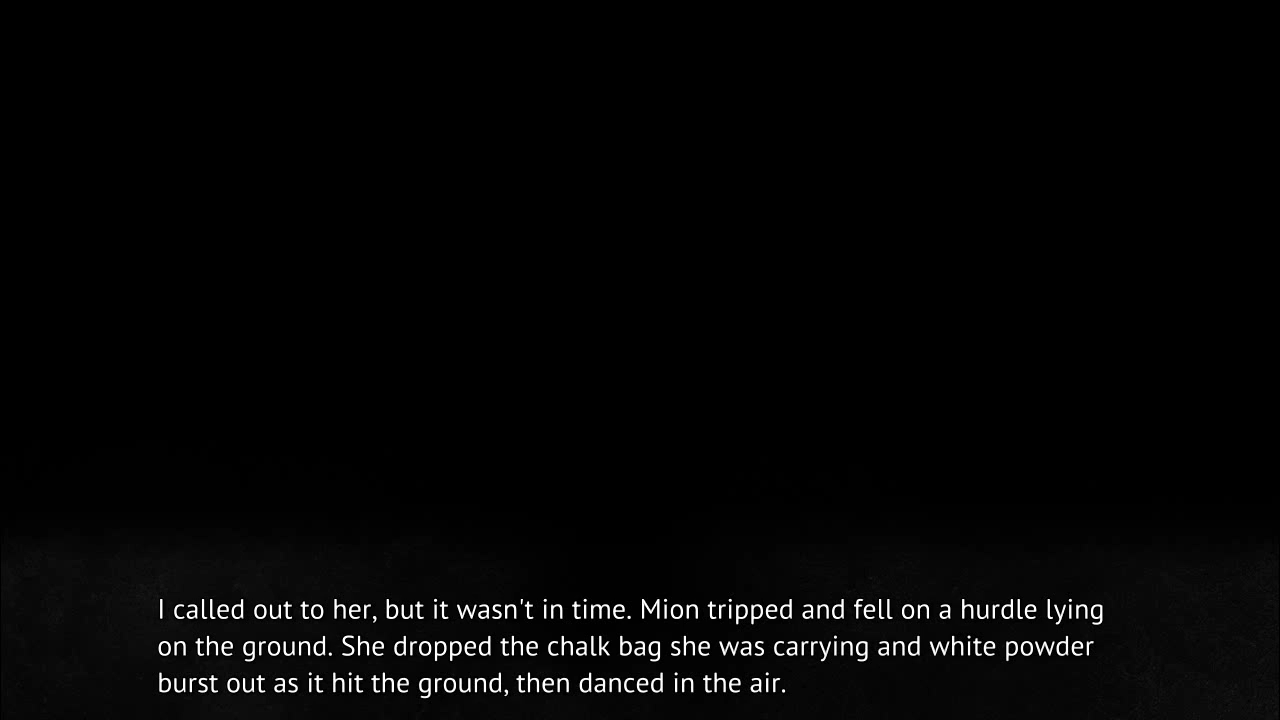 I called out to her, but it wasn't in time. Mion tripped and fell on a hurdle lying
on the ground. She dropped the chalk bag she was carrying and white powder
burst out as it hit the ground, then danced in the air.